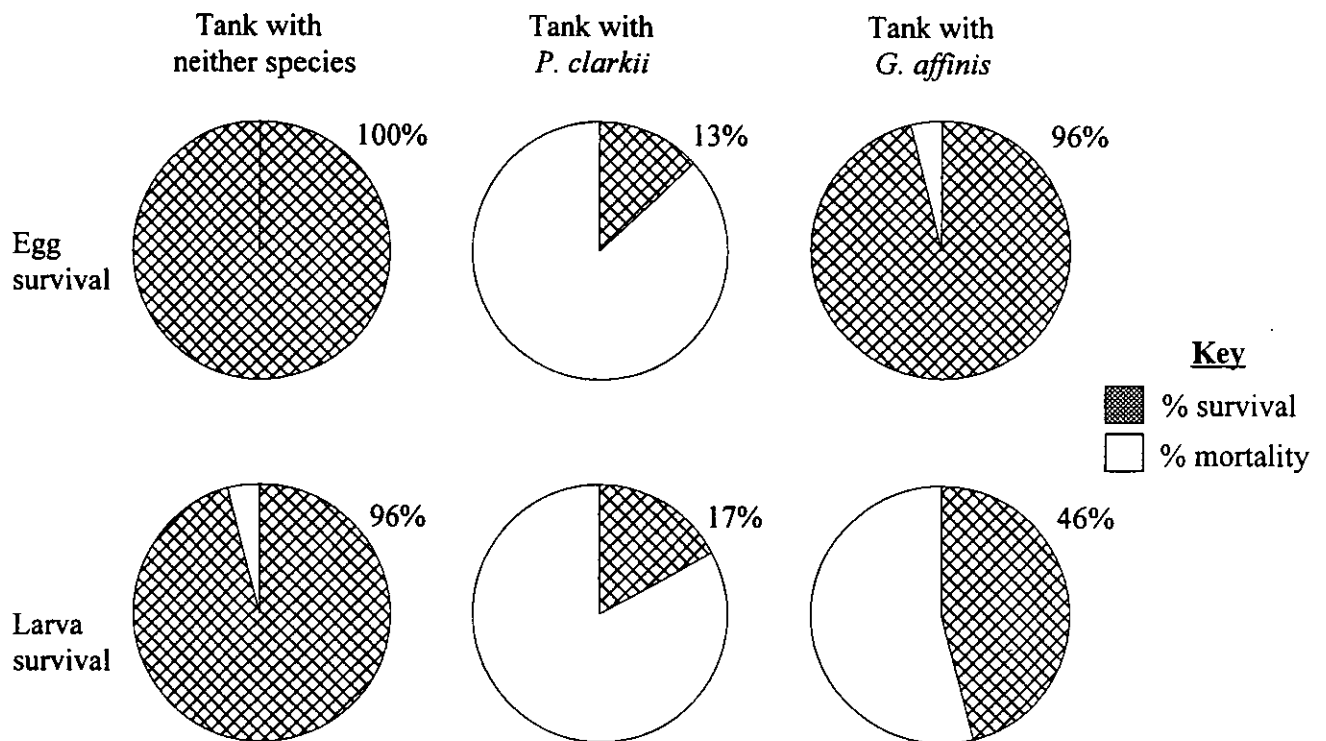 Tank with
neither species
Tank with
P. clarkii
Tank with
G. affinis
Egg
survival
100%
13%
96%
Key
% survival
% mortality
Larva
survival
96%
17%
46%